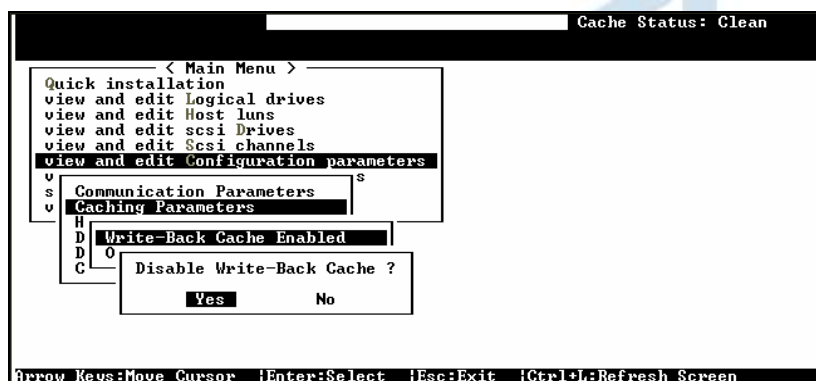 Cache Status: Clean
< Main Menu >
Quick installation
view and edit Logical drives
view and edit Host luns
view and edit scsi Drives
view and edit Scsi channels
view and edit Configuration parameters
v s
s Communication Parameters
v Caching Parameters
H
D Write-Back Cache Enabled
D O
C Disable Write-Back Cache ?
Yes No
Arrow Keys:Move Cursor |Enter:Select |Esc:Exit |Ctrl+L:Refresh Screen